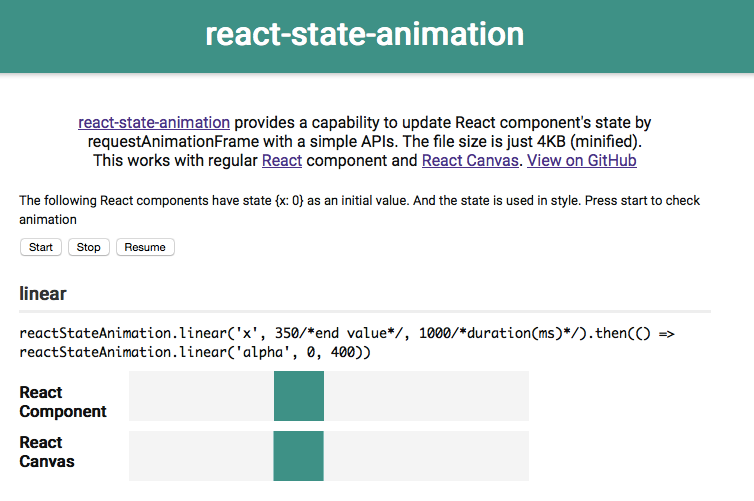 react-state-animation
react-state-animation provides a capability to update React component's state by
requestAnimationFrame with a simple APIs. The file size is just 4KB (minified).
This works with regular React component and React Canvas. View on GitHub
The following React components have state {x: 0} as an initial value. And the state is used in style. Press start to check
animation
Start Stop Resume
linear
reactStateAnimation.linear('x', 350/*end value*/, 1000/*duration(ms)*/).then(() =>
reactStateAnimation.linear('alpha', 0, 400))
React
Component
React
Canvas